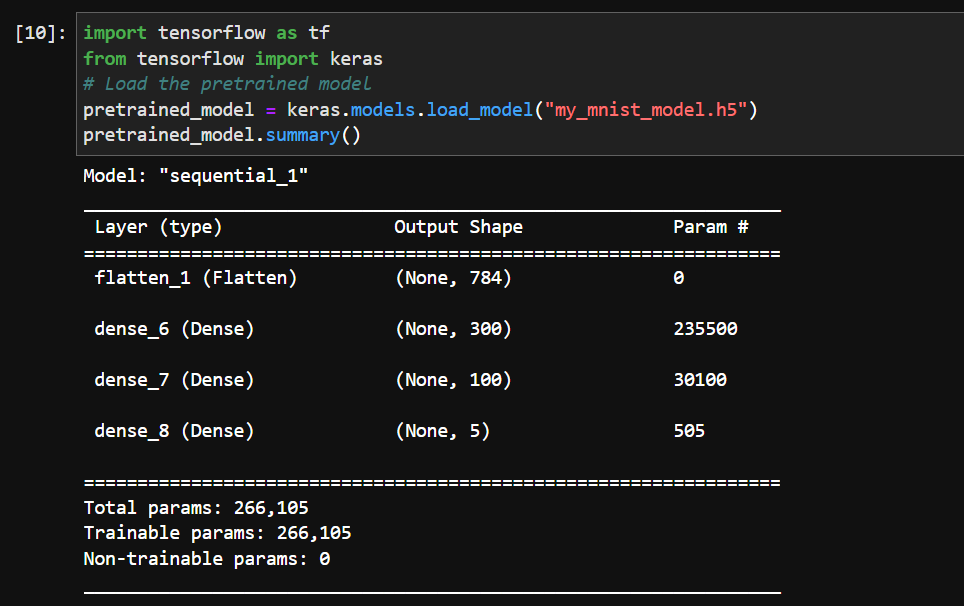 [10]: import tensorflow as tf
from tensorflow import keras
# Load the pretrained model
pretrained_model = keras.models.load_model("my_mnist_model.h5")
pretrained_model.summary()
Model: "sequential_1"
Layer (type) Output Shape Param #
=================================================================
flatten_1 (Flatten) (None, 784) 0
dense_6 (Dense) (None, 300) 235500
dense_7 (Dense) (None, 100) 30100
dense_8 (Dense) (None, 5) 505
=================================================================
Total params: 266,105
Trainable params: 266,105
Non-trainable params: 0